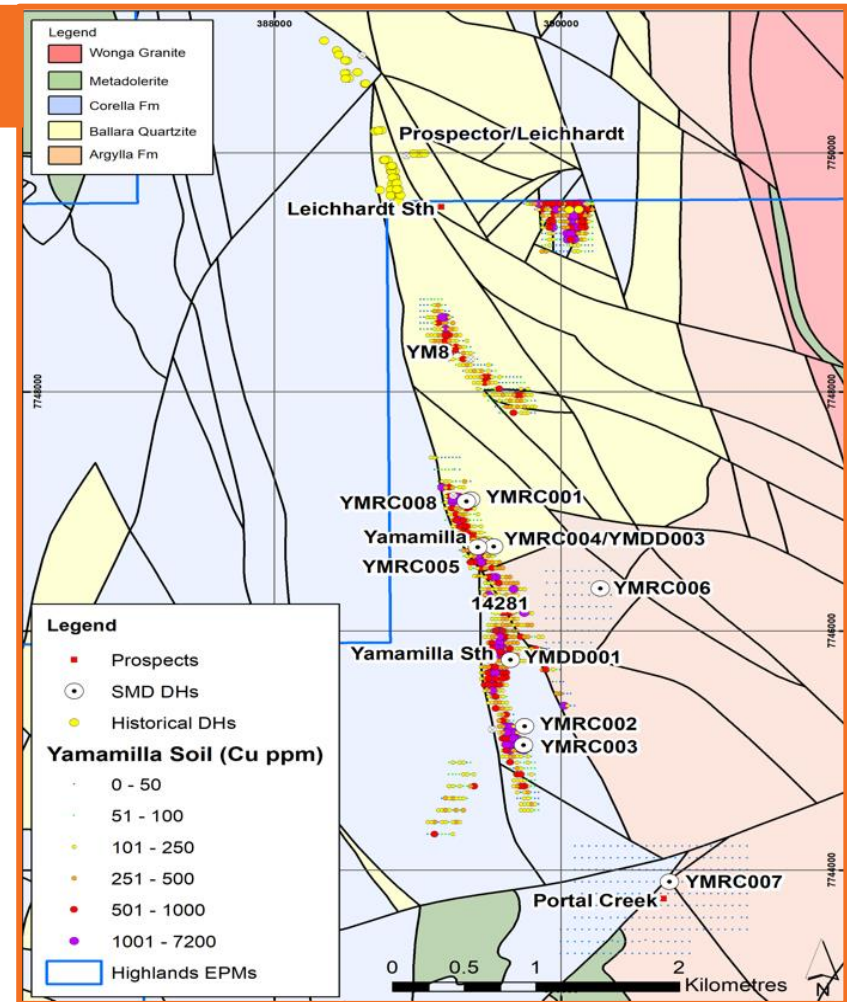 388000
390000
Legend
Wonga Granite
Metadolerite
Corella Fm
Ballara Quartzite
Argylla Fm
Prospector/Leichhardt
7750000
7750000
Leichhardt Sth
YM8
7748000
7748000
YMRC008
YMRC001
Yamamilla
YMRC004/YMDD003
YMRC005
YMRC006
14281
7746000
Yamamilla Sth
YMDD001
YMRC002
YMRC003
7744000
YMRC007
Portal Creek
Legend
Prospects
SMD DHs
Historical DHs
Yamamilla Soil (Cu ppm)
0 - 50
51 - 100
101 - 250
251 - 500
501 - 1000
1001 - 7200
Highlands EPMs
0 0.5 1 2
Kilometres
N